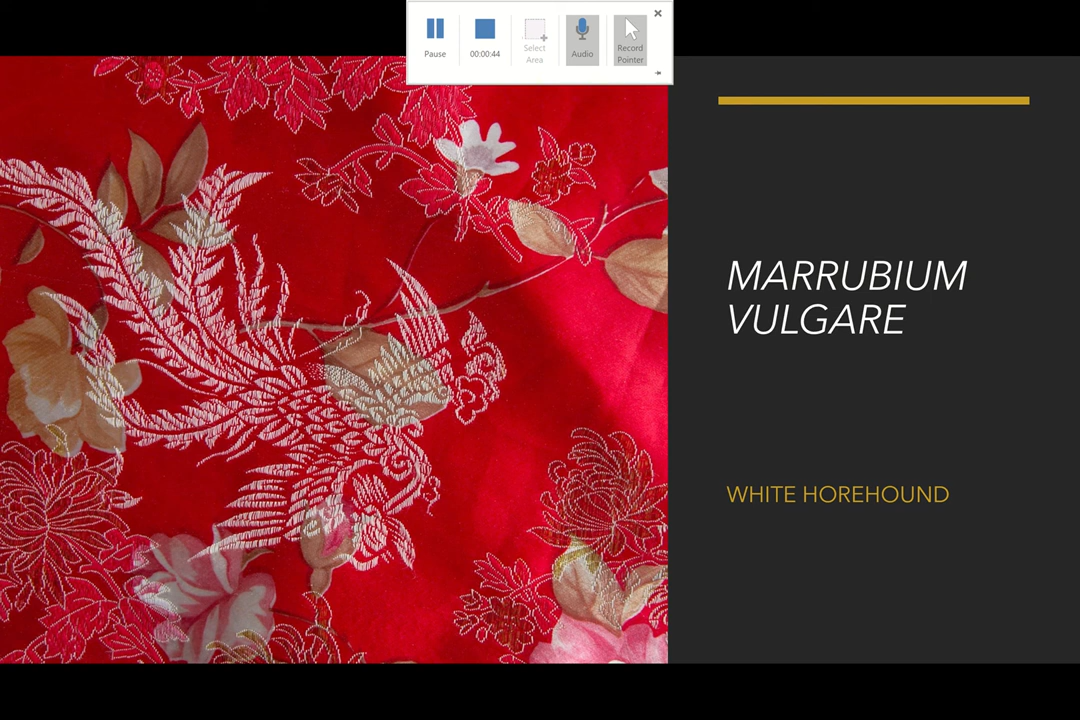 Pause
00:00:44
Select
Area
Audio
Record
Pointer
MARRUBIUM
VULGARE
WHITE HOREHOUND